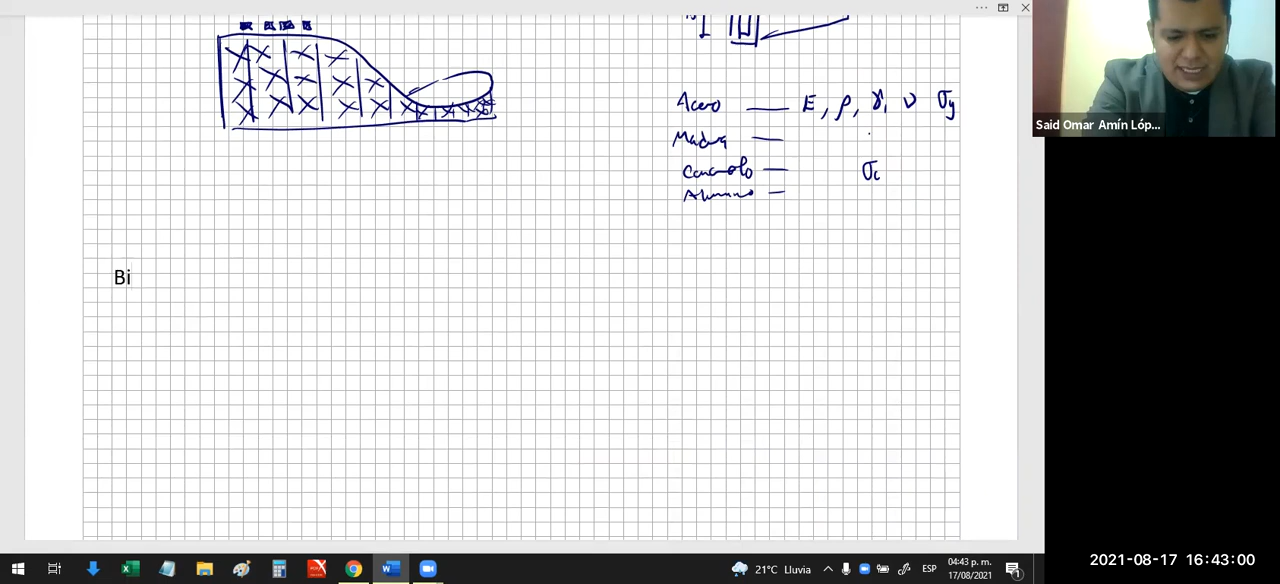 Acero — E, ρ, γ, ν σy
Madera —
Concreto — σc
Aluminio —
Bi
Said Omar Amín Lóp...
21°C Lluvia
ESP
04:43 p. m.
17/08/2021
2021-08-17 16:43:00